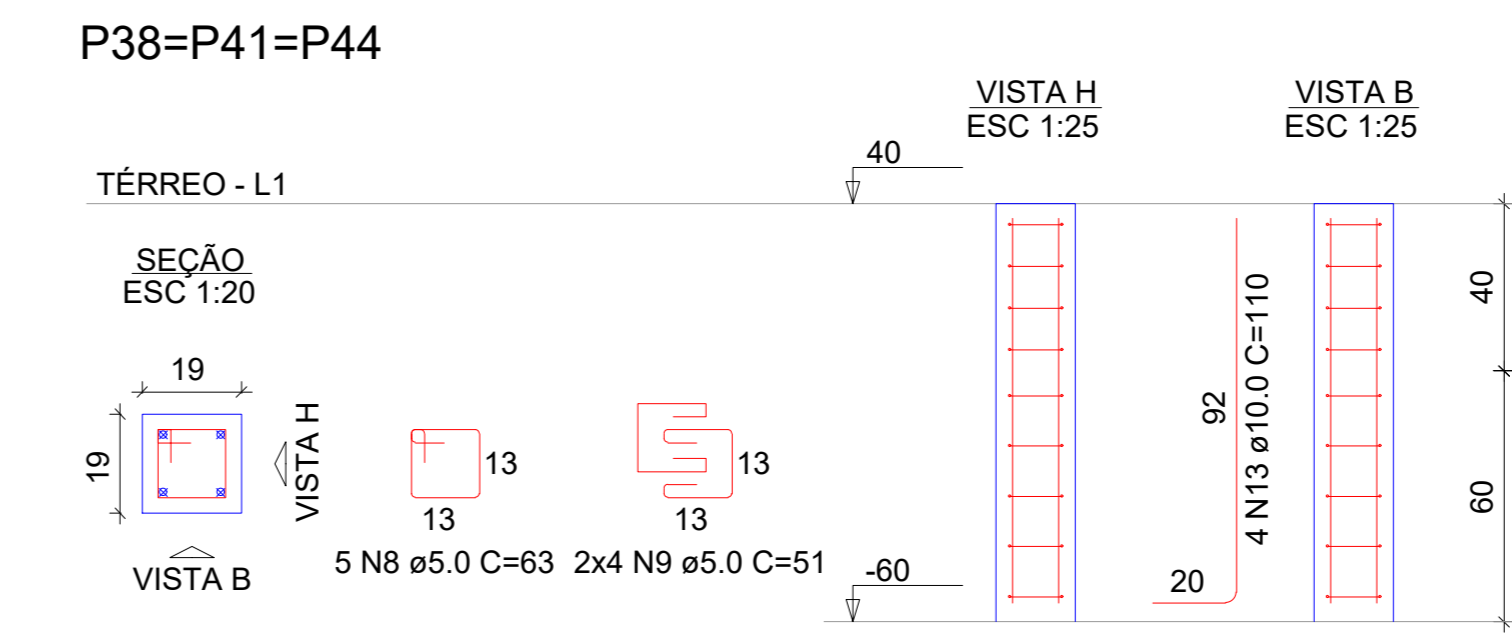 P38=P41=P44
VISTA H
ESC 1:25
VISTA B
ESC 1:25
40
TÉRREO - L1
SEÇÃO
ESC 1:20
19
19
VISTA H
VISTA B
13
13
5 N8 ø5.0 C=63
13
13
2x4 N9 ø5.0 C=51
-60
92
4 N13 ø10.0 C=110
20
40
60